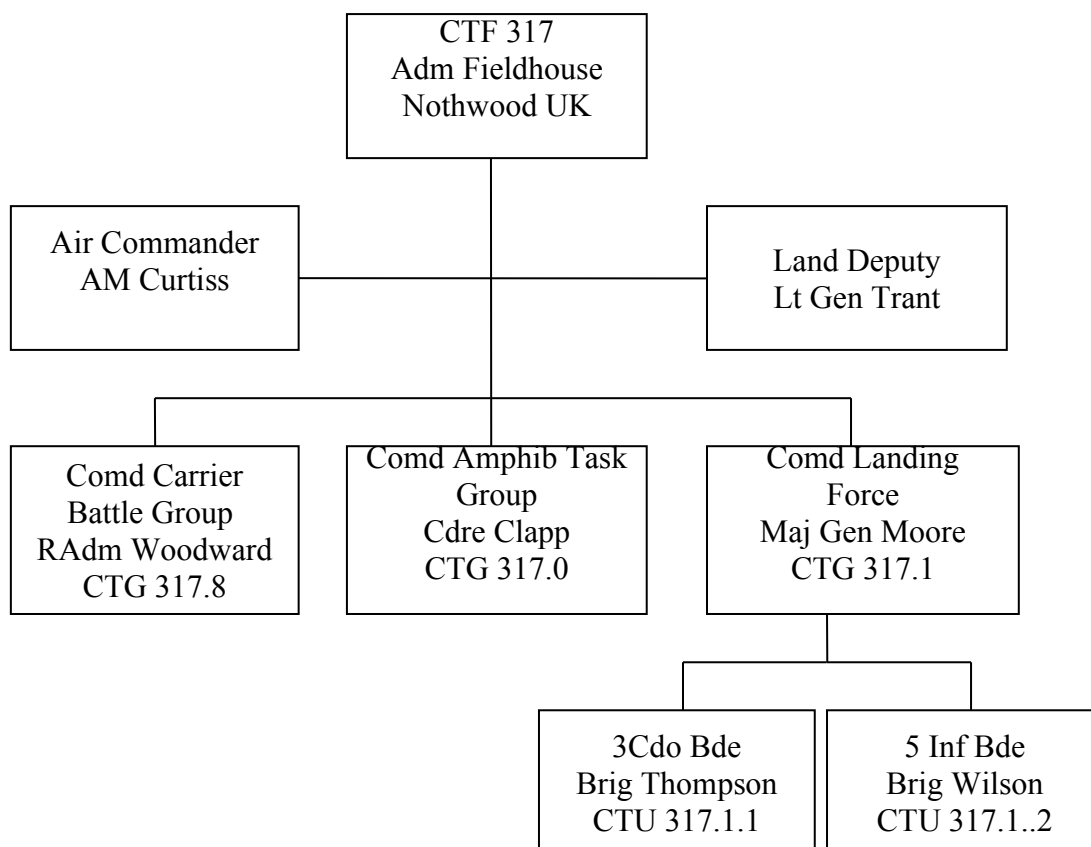 CTF 317
Adm Fieldhouse
Nothwood UK
Air Commander
AM Curtiss
Land Deputy
Lt Gen Trant
Comd Carrier
Battle Group
RAdm Woodward
CTG 317.8
Comd Amphib Task
Group
Cdre Clapp
CTG 317.0
Comd Landing
Force
Maj Gen Moore
CTG 317.1
3Cdo Bde
Brig Thompson
CTU 317.1.1
5 Inf Bde
Brig Wilson
CTU 317.1..2